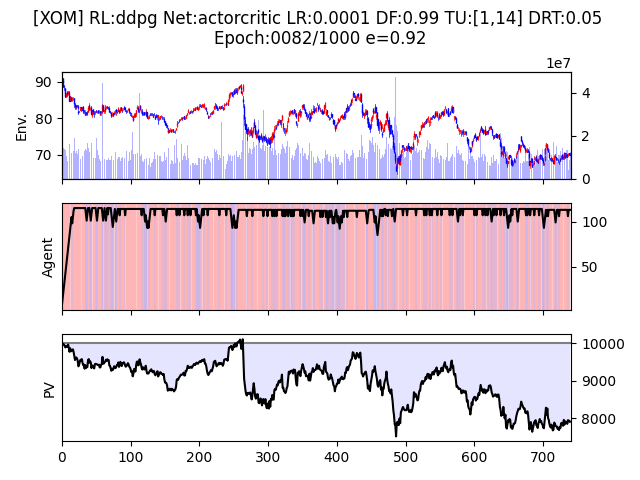 [XOM] RL:ddpg Net:actorcritic LR:0.0001 DF:0.99 TU:[1,14] DRT:0.05
Epoch:0082/1000 e=0.92
1e7
90
80
70
Env.
4
2
0
Agent
100
50
PV
10000
9000
8000
0 100 200 300 400 500 600 700